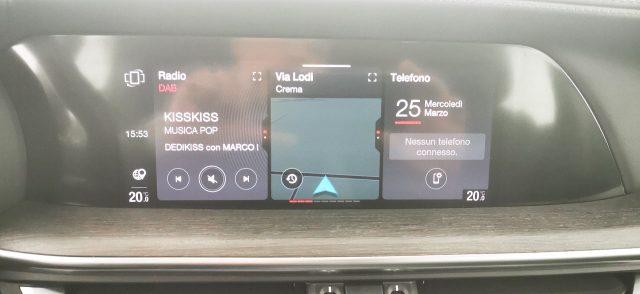 Radio
DAB
KISSKISS
MUSICA POP
DEDIKISS con MARCO I
15:53
20.0
Via Lodi
Crema
Telefono
25 Mercoledì
Marzo
Nessun telefono
connesso.
20.0